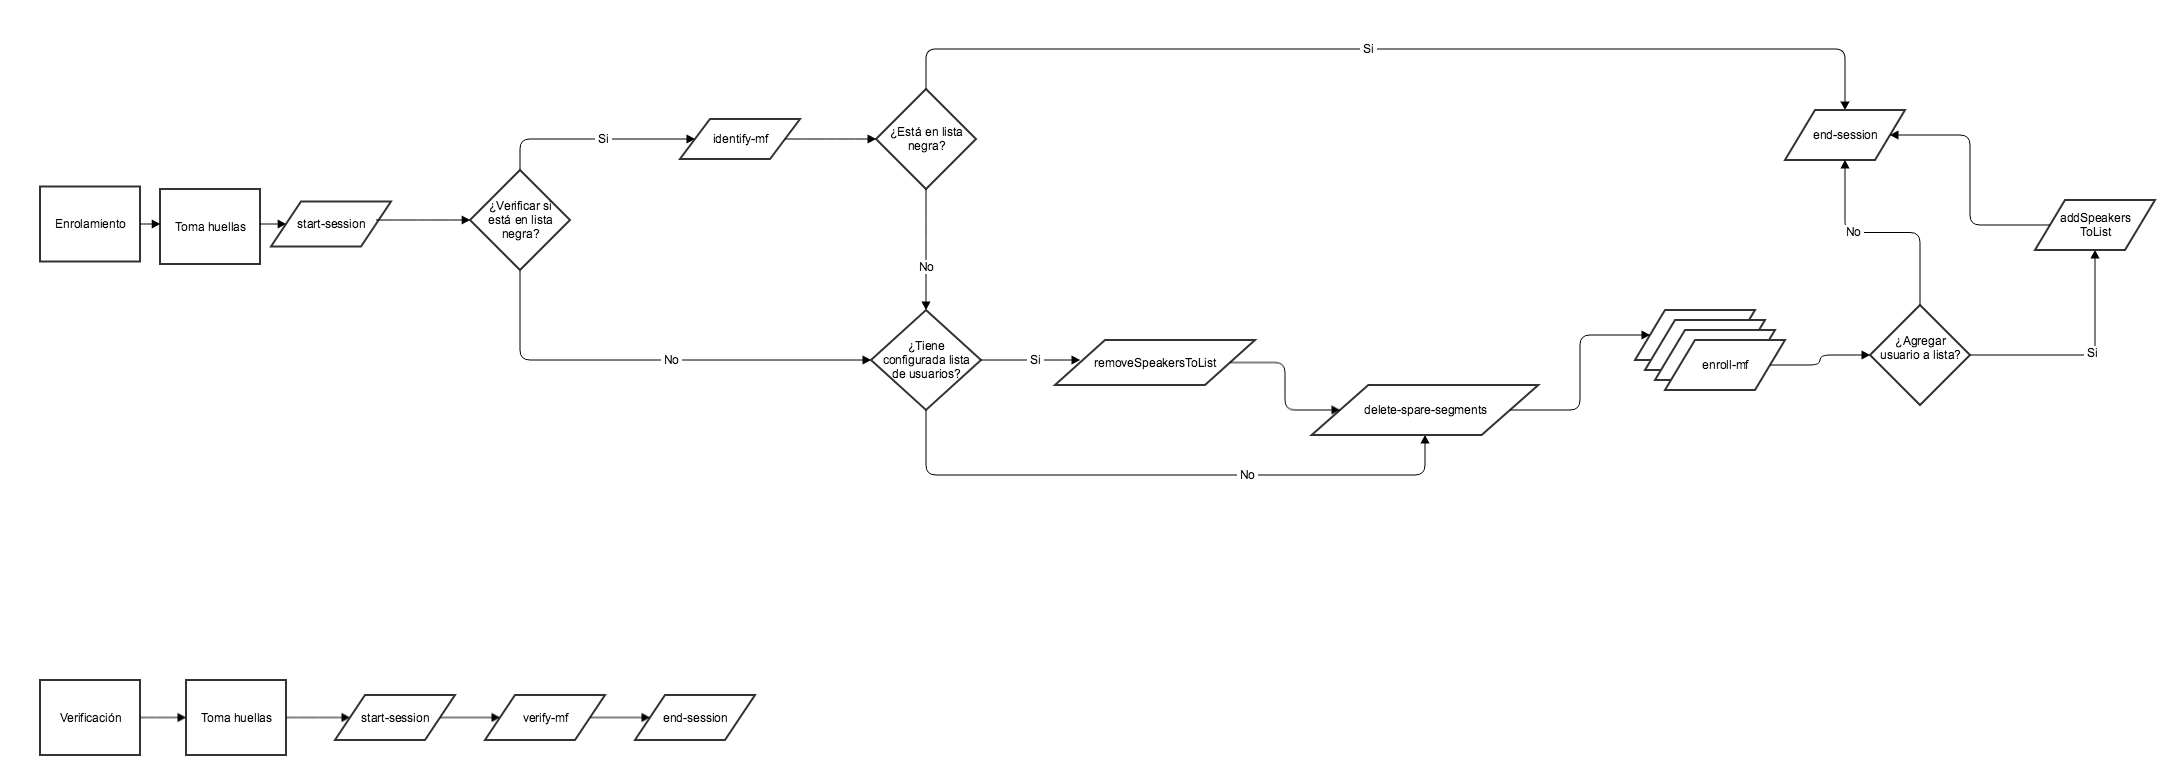 Si
¿Está en lista
negra?
end-session
Si
identify-mf
Enrolamiento
Toma huellas
start-session
¿Verificar si
está en lista
negra?
addSpeakers
ToList
No
No
¿Tiene
configurada lista
de usuarios?
No
Si
removeSpeakersToList
enroll-mf
¿Agregar
usuario a lista?
Si
delete-spare-segments
No
Verificación
Toma huellas
start-session
verify-mf
end-session